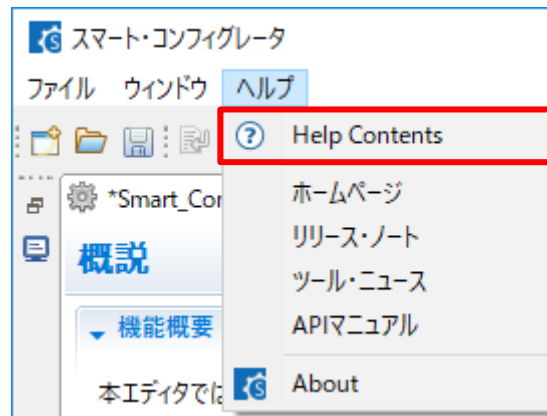 スマート・コンフィグレータ
ファイル ウィンドウ ヘルプ
Help Contents
*Smart_Cor
ホームページ
概説
リリース・ノート
ツール・ニュース
機能概要
APIマニュアル
本エディタでは
About